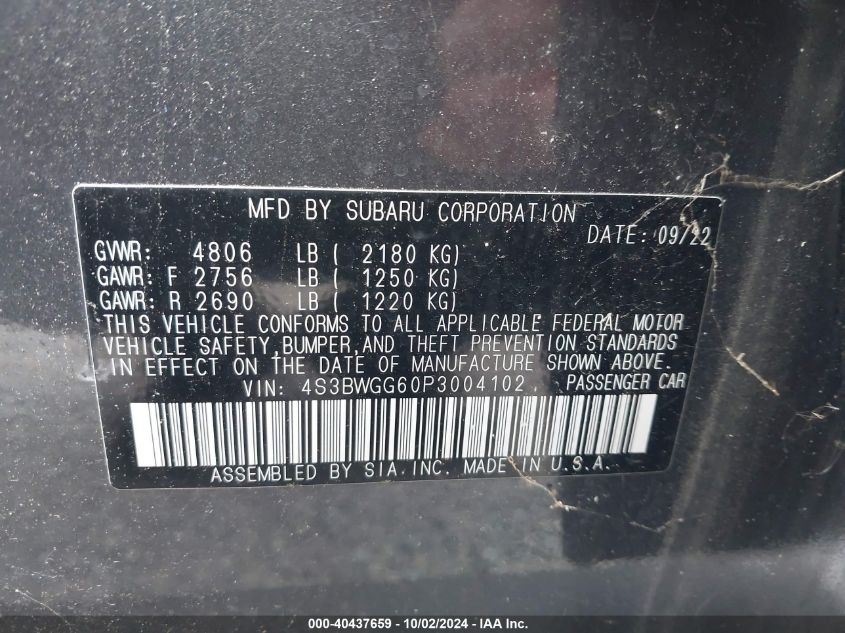 MFD BY SUBARU CORPORATION
DATE: 09/22
GVWR: 4806 LB ( 2180 KG)
GAWR: F 2756 LB ( 1250 KG)
GAWR: R 2690 LB ( 1220 KG)
THIS VEHICLE CONFORMS TO ALL APPLICABLE FEDERAL MOTOR
VEHICLE SAFETY, BUMPER, AND THEFT PREVENTION STANDARDS
IN EFFECT ON THE DATE OF MANUFACTURE SHOWN ABOVE.
VIN: 4S3BWGG60P3004102, PASSENGER CAR
ASSEMBLED BY SIA, INC. MADE IN U.S.A.
000-40437659 - 10/02/2024 - IAA Inc.